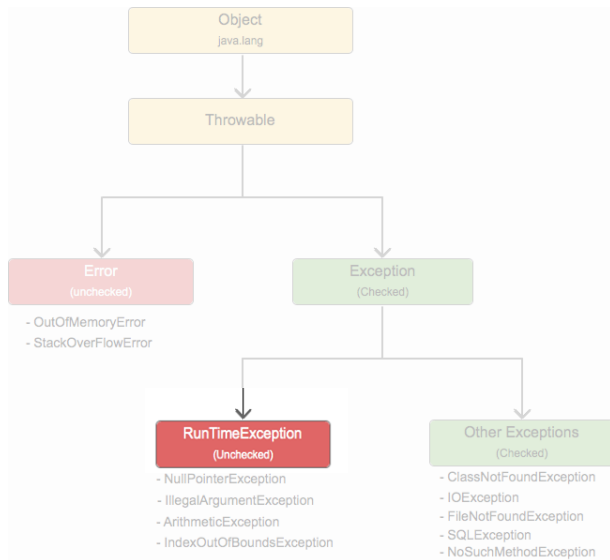 Object
java.lang
Throwable
Error
(unchecked)
- OutOfMemoryError
- StackOverFlowError
Exception
(Checked)
RunTimeException
(Unchecked)
- NullPointerException
- IllegalArgumentException
- ArithmeticException
- IndexOutOfBoundsException
Other Exceptions
(Checked)
- ClassNotFoundException
- IOException
- FileNotFoundException
- SQLException
- NoSuchMethodException